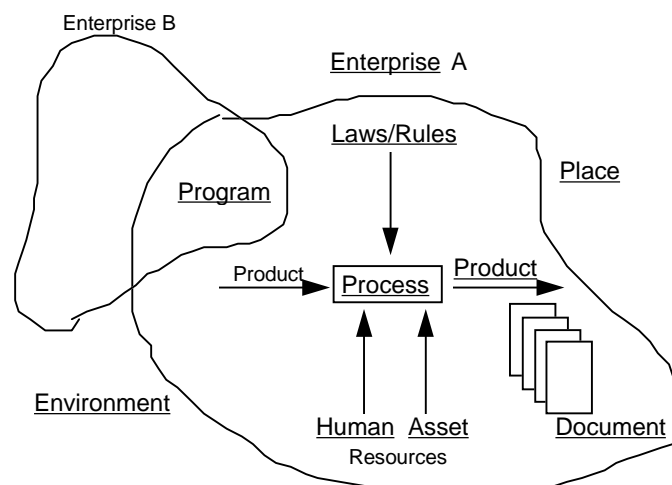 Enterprise B
Enterprise A
Laws/Rules
Place
Program
Product
Process
Product
Environment
Human Asset
Resources
Document